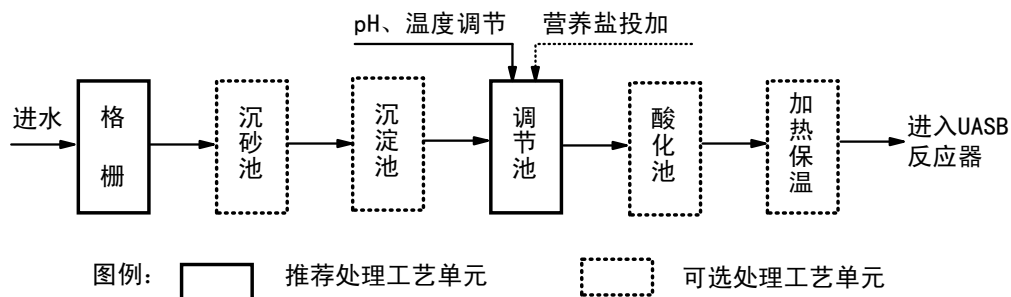 pH、温度调节
营养盐投加
进水
格栅
沉砂池
沉淀池
调节池
酸化池
加热保温
进入UASB
反应器
图例：
推荐处理工艺单元
可选处理工艺单元